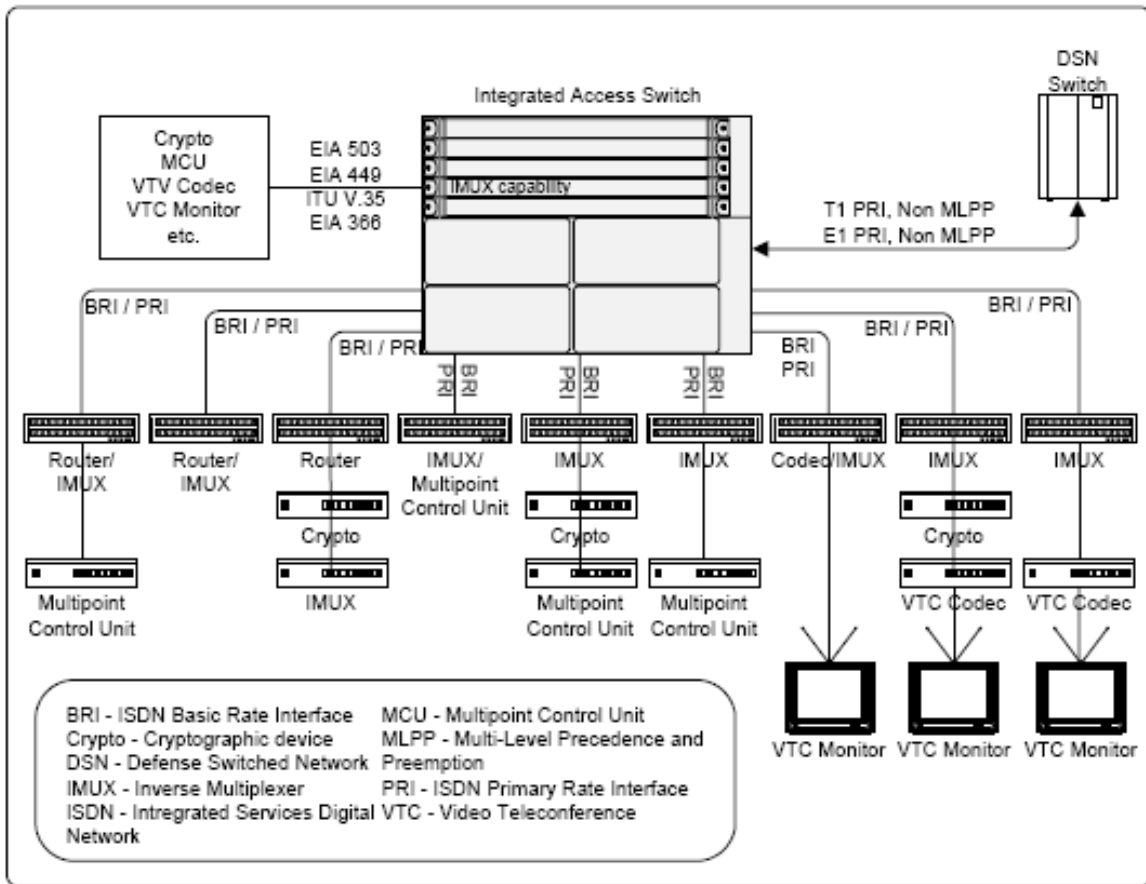 DSN
Switch
Integrated Access Switch
Crypto
MCU
VTV Codec
VTC Monitor
etc.
EIA 503
EIA 449
ITU V.35
EIA 366
IMUX capability
T1 PRI, Non MLPP
E1 PRI, Non MLPP
BRI / PRI
BRI / PRI
BRI / PRI
PRI
BRI
PRI
BRI
PRI
BRI
BRI
PRI
BRI / PRI
BRI / PRI
Router/
IMUX
Router/
IMUX
Router
IMUX/
Multipoint
Control Unit
IMUX
IMUX
Codec/IMUX
IMUX
IMUX
Crypto
Crypto
Crypto
Multipoint
Control Unit
IMUX
Multipoint
Control Unit
Multipoint
Control Unit
VTC Codec
VTC Codec
VTC Monitor
VTC Monitor
VTC Monitor
BRI - ISDN Basic Rate Interface
Crypto - Cryptographic device
DSN - Defense Switched Network
IMUX - Inverse Multiplexer
ISDN - Intregrated Services Digital
Network
MCU - Multipoint Control Unit
MLPP - Multi-Level Precedence and
Preemption
PRI - ISDN Primary Rate Interface
VTC - Video Teleconference